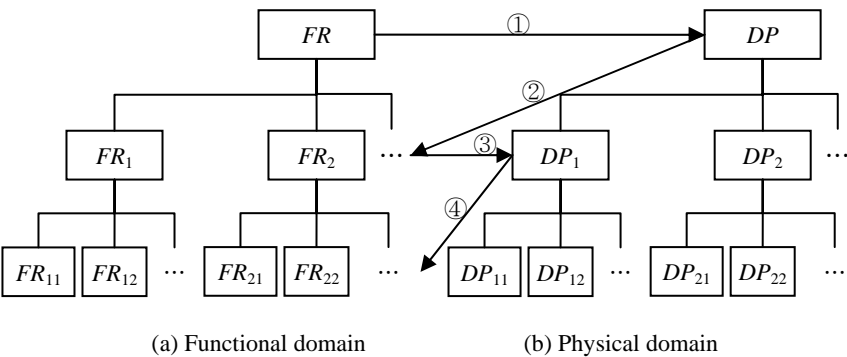 FR ① DP
②
FR₁ FR₂ ... ③ DP₁ DP₂ ...
④
FR₁₁ FR₁₂ ... FR₂₁ FR₂₂ ... DP₁₁ DP₁₂ ... DP₂₁ DP₂₂ ...
(a) Functional domain (b) Physical domain